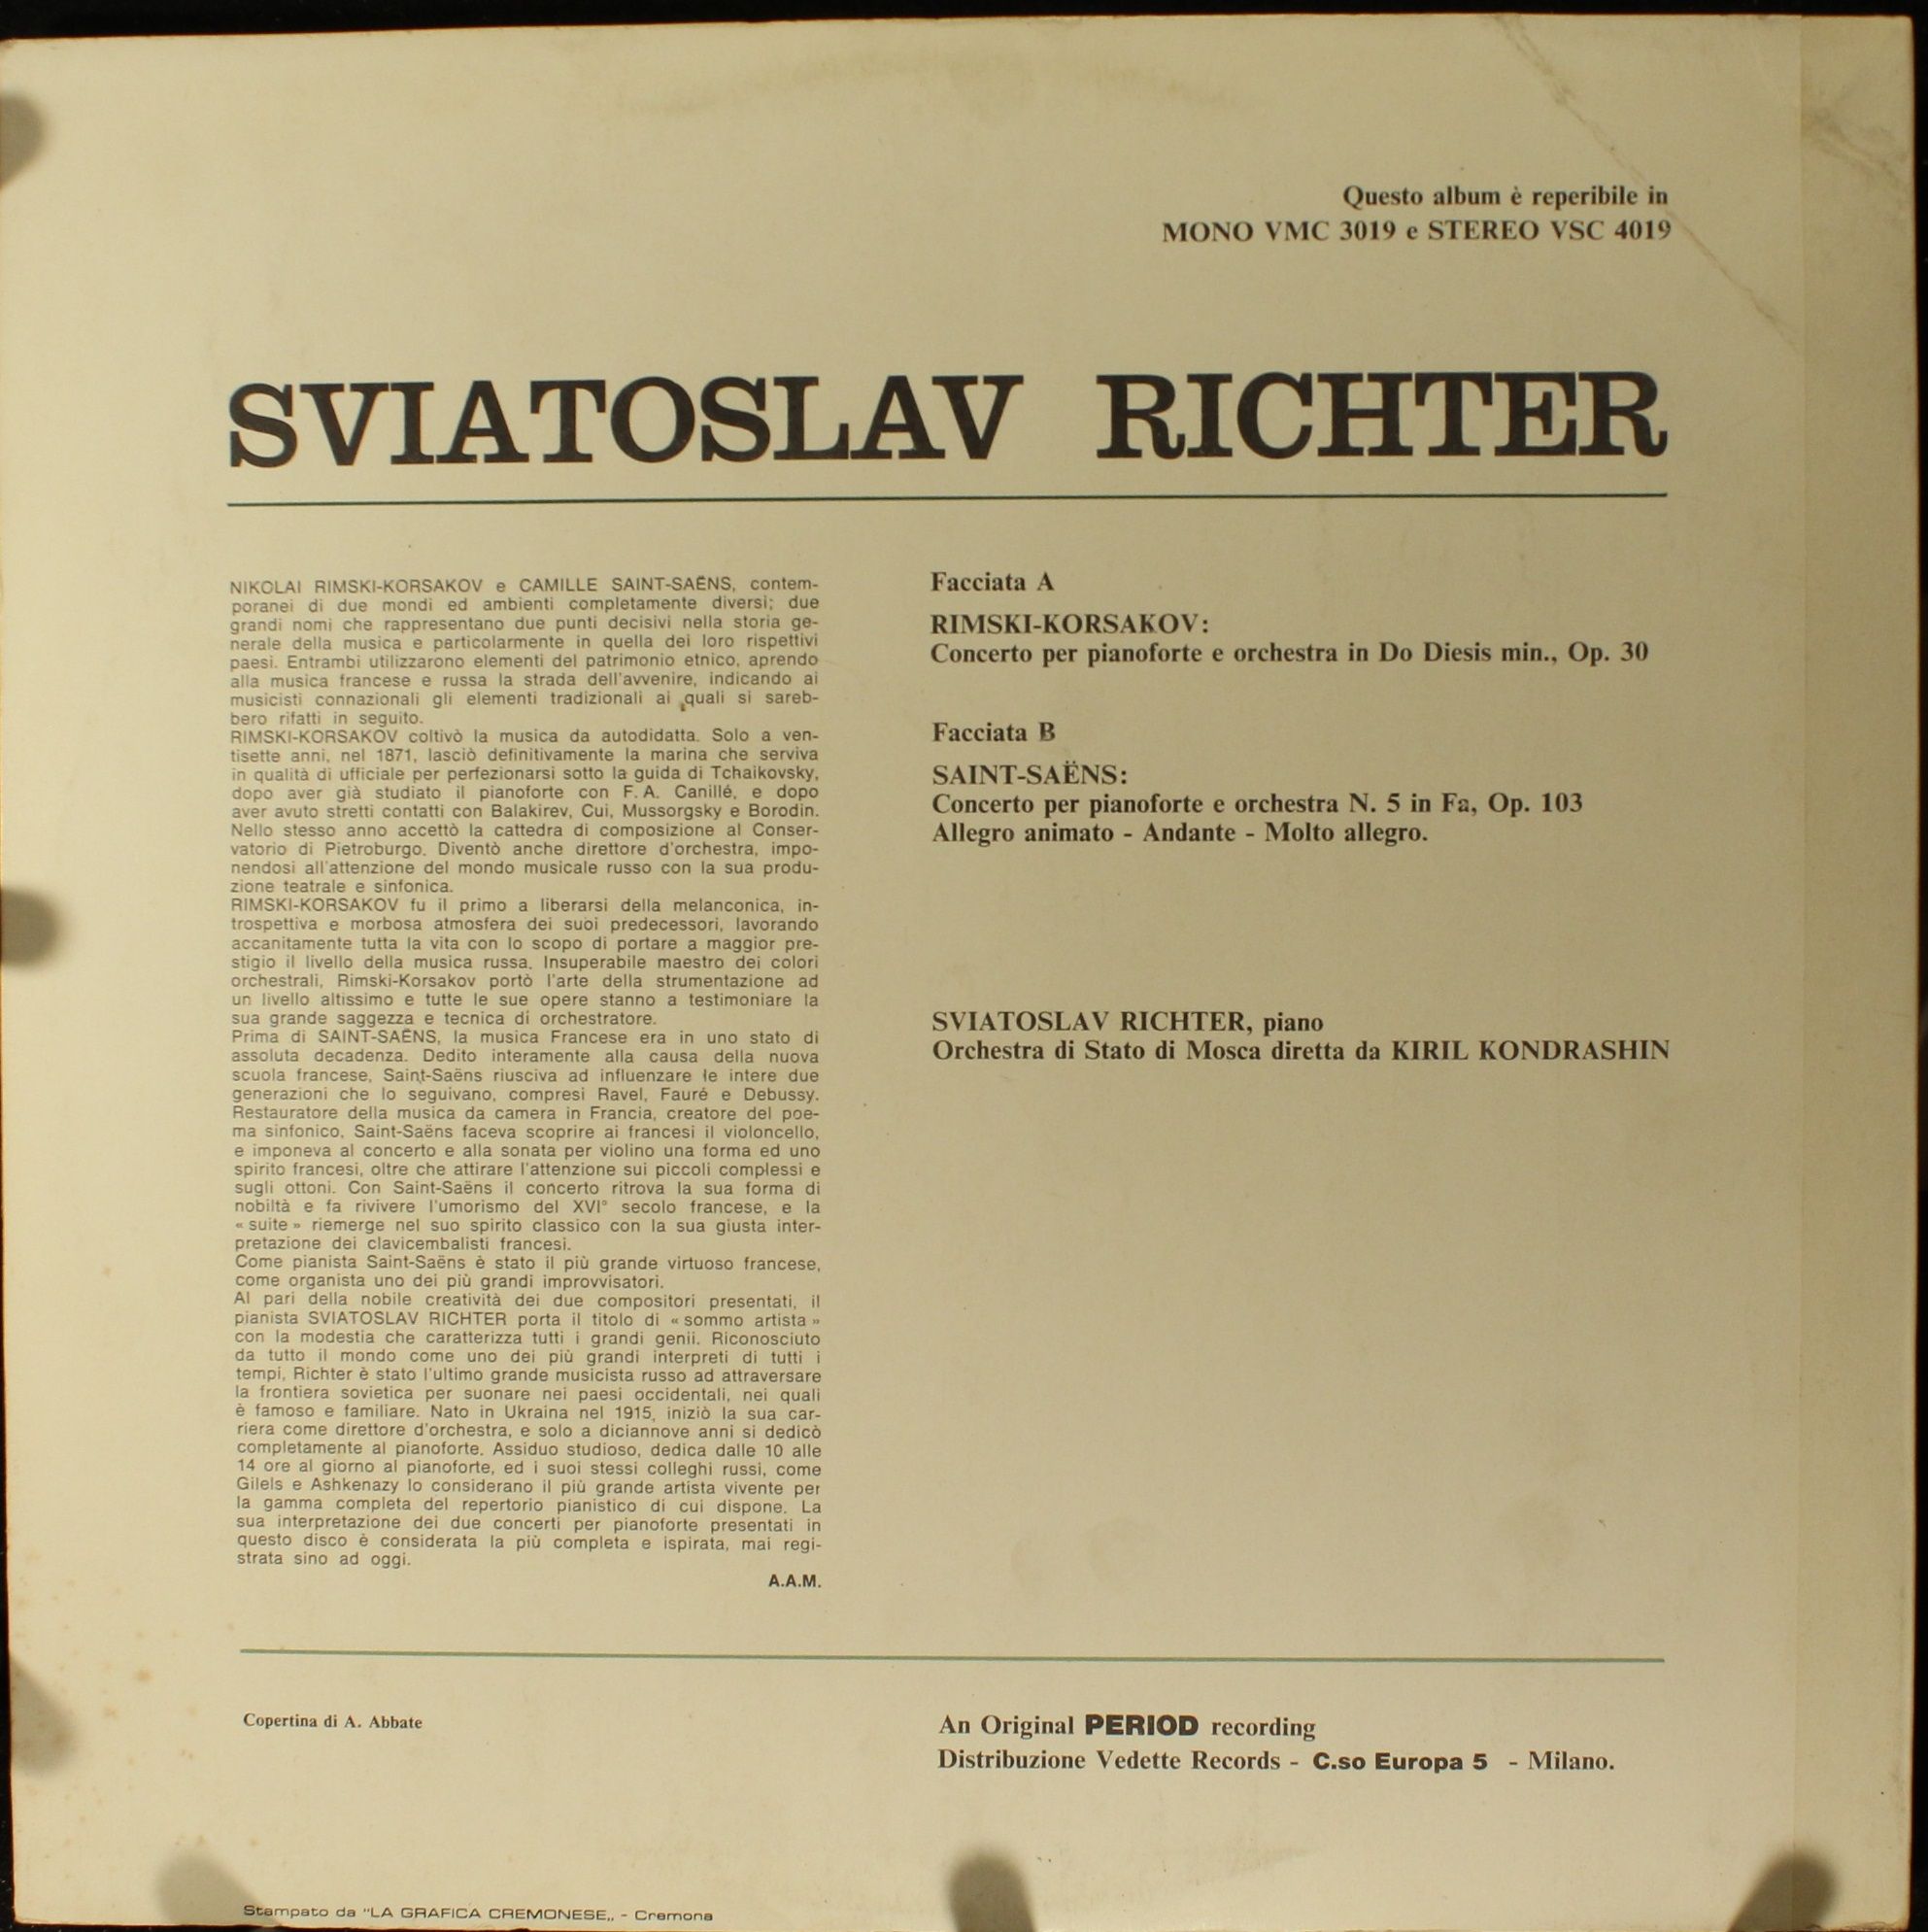 Questo album è reperibile in
MONO VMC 3019 e STEREO VSC 4019
SVIATOSLAV RICHTER
NIKOLAI RIMSKI-KORSAKOV e CAMILLE SAINT-SAËNS, contem-
poranei di due mondi ed ambienti completamente diversi; due
grandi nomi che rappresentano due punti decisivi nella storia ge-
nerale della musica e particolarmente in quella dei loro rispettivi
paesi. Entrambi utilizzarono elementi del patrimonio etnico, aprendo
alla musica francese e russa la strada dell'avvenire, indicando ai
musicisti connazionali gli elementi tradizionali ai quali si sareb-
bero rifatti in seguito.
RIMSKI-KORSAKOV coltivò la musica da autodidatta. Solo a ven-
tisette anni, nel 1871, lasciò definitivamente la marina che serviva
in qualità di ufficiale per perfezionarsi sotto la guida di Tchaikovsky,
dopo aver già studiato il pianoforte con F. A. Canillé, e dopo
aver avuto stretti contatti con Balakirev, Cui, Mussorgsky e Borodin.
Nello stesso anno accettò la cattedra di composizione al Conser-
vatorio di Pietroburgo. Diventò anche direttore d'orchestra, impo-
nendosi all'attenzione del mondo musicale russo con la sua produ-
zione teatrale e sinfonica.
RIMSKI-KORSAKOV fu il primo a liberarsi della melanconica, in-
trospettiva e morbosa atmosfera dei suoi predecessori, lavorando
accanitamente tutta la vita con lo scopo di portare a maggior pre-
stigio il livello della musica russa. Insuperabile maestro dei colori
orchestrali, Rimski-Korsakov portò l'arte della strumentazione ad
un livello altissimo e tutte le sue opere stanno a testimoniare la
sua grande saggezza e tecnica di orchestratore.
Prima di SAINT-SAËNS, la musica Francese era in uno stato di
assoluta decadenza. Dedito interamente alla causa della nuova
scuola francese, Saint-Saëns riusciva ad influenzare le intere due
generazioni che lo seguivano, compresi Ravel, Fauré e Debussy.
Restauratore della musica da camera in Francia, creatore del poe-
ma sinfonico, Saint-Saëns faceva scoprire ai francesi il violoncello,
e imponeva al concerto e alla sonata per violino una forma ed uno
spirito francesi, oltre che attirare l'attenzione sui piccoli complessi e
sugli ottoni. Con Saint-Saëns il concerto ritrova la sua forma di
nobiltà e fa rivivere l'umorismo del XVI° secolo francese, e la
« suite » riemerge nel suo spirito classico con la sua giusta inter-
pretazione dei clavicembalisti francesi.
Come pianista Saint-Saëns è stato il più grande virtuoso francese,
come organista uno dei più grandi improvvisatori.
Al pari della nobile creatività dei due compositori presentati, il
pianista SVIATOSLAV RICHTER porta il titolo di « sommo artista »
con la modestia che caratterizza tutti i grandi genii. Riconosciuto
da tutto il mondo come uno dei più grandi interpreti di tutti i
tempi, Richter è stato l'ultimo grande musicista russo ad attraversare
la frontiera sovietica per suonare nei paesi occidentali, nei quali
è famoso e familiare. Nato in Ukraina nel 1915, iniziò la sua car-
riera come direttore d'orchestra, e solo a diciannove anni si dedicò
completamente al pianoforte. Assiduo studioso, dedica dalle 10 alle
14 ore al giorno al pianoforte, ed i suoi stessi colleghi russi, come
Gilels e Ashkenazy lo considerano il più grande artista vivente per
la gamma completa del repertorio pianistico di cui dispone. La
sua interpretazione dei due concerti per pianoforte presentati in
questo disco è considerata la più completa e ispirata, mai regi-
strata sino ad oggi.
A.A.M.
Facciata A
RIMSKI-KORSAKOV:
Concerto per pianoforte e orchestra in Do Diesis min., Op. 30
Facciata B
SAINT-SAËNS:
Concerto per pianoforte e orchestra N. 5 in Fa, Op. 103
Allegro animato - Andante - Molto allegro.
SVIATOSLAV RICHTER, piano
Orchestra di Stato di Mosca diretta da KIRIL KONDRASHIN
Copertina di A. Abbate
An Original PERIOD recording
Distribuzione Vedette Records - C.so Europa 5 - Milano.
Stampato da "LA GRAFICA CREMONESE„ - Cremona